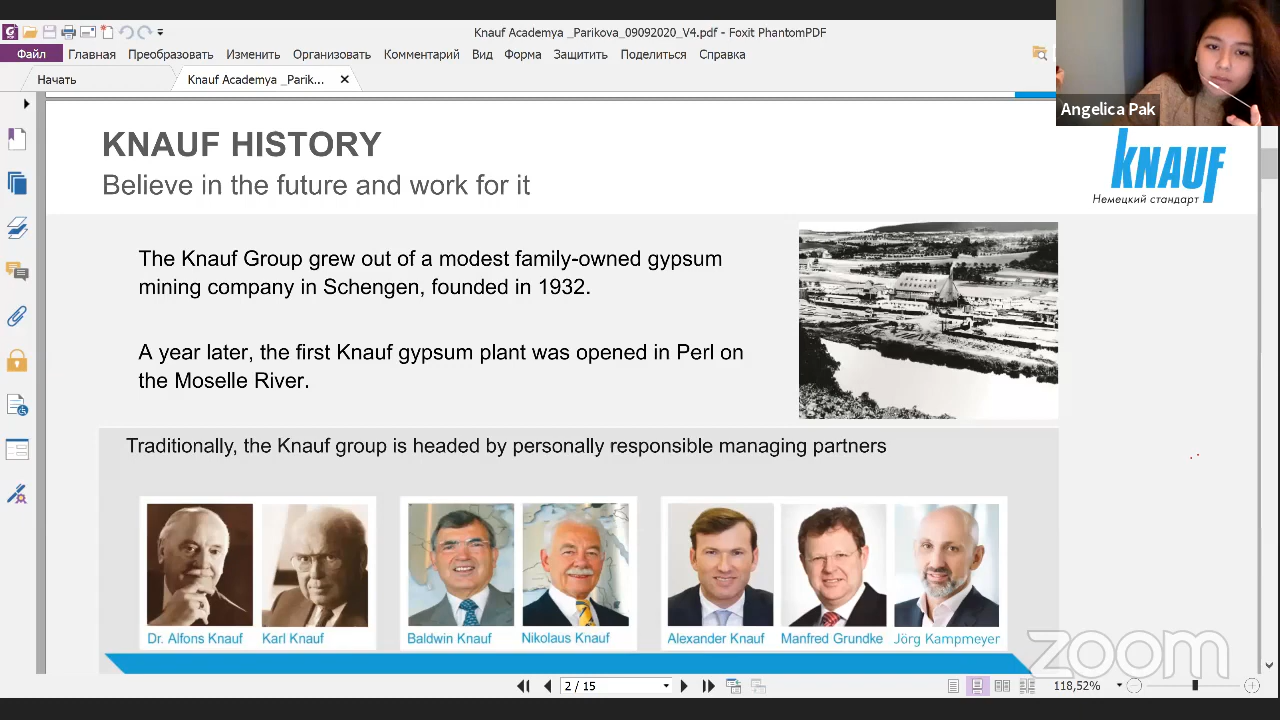 Knauf Academya _Parikova_09092020_V4.pdf - Foxit PhantomPDF
Файл Главная Преобразовать Изменить Организовать Комментарий Вид Форма Защитить Поделиться Справка
Начать Knauf Academya _Parik...
Angelica Pak
KNAUF HISTORY
Believe in the future and work for it
KNAUF
Немецкий стандарт
The Knauf Group grew out of a modest family-owned gypsum
mining company in Schengen, founded in 1932.
A year later, the first Knauf gypsum plant was opened in Perl on
the Moselle River.
Traditionally, the Knauf group is headed by personally responsible managing partners
Dr. Alfons Knauf Karl Knauf Baldwin Knauf Nikolaus Knauf Alexander Knauf Manfred Grundke Jörg Kampmeyer
zoom
2 / 15 118,52%